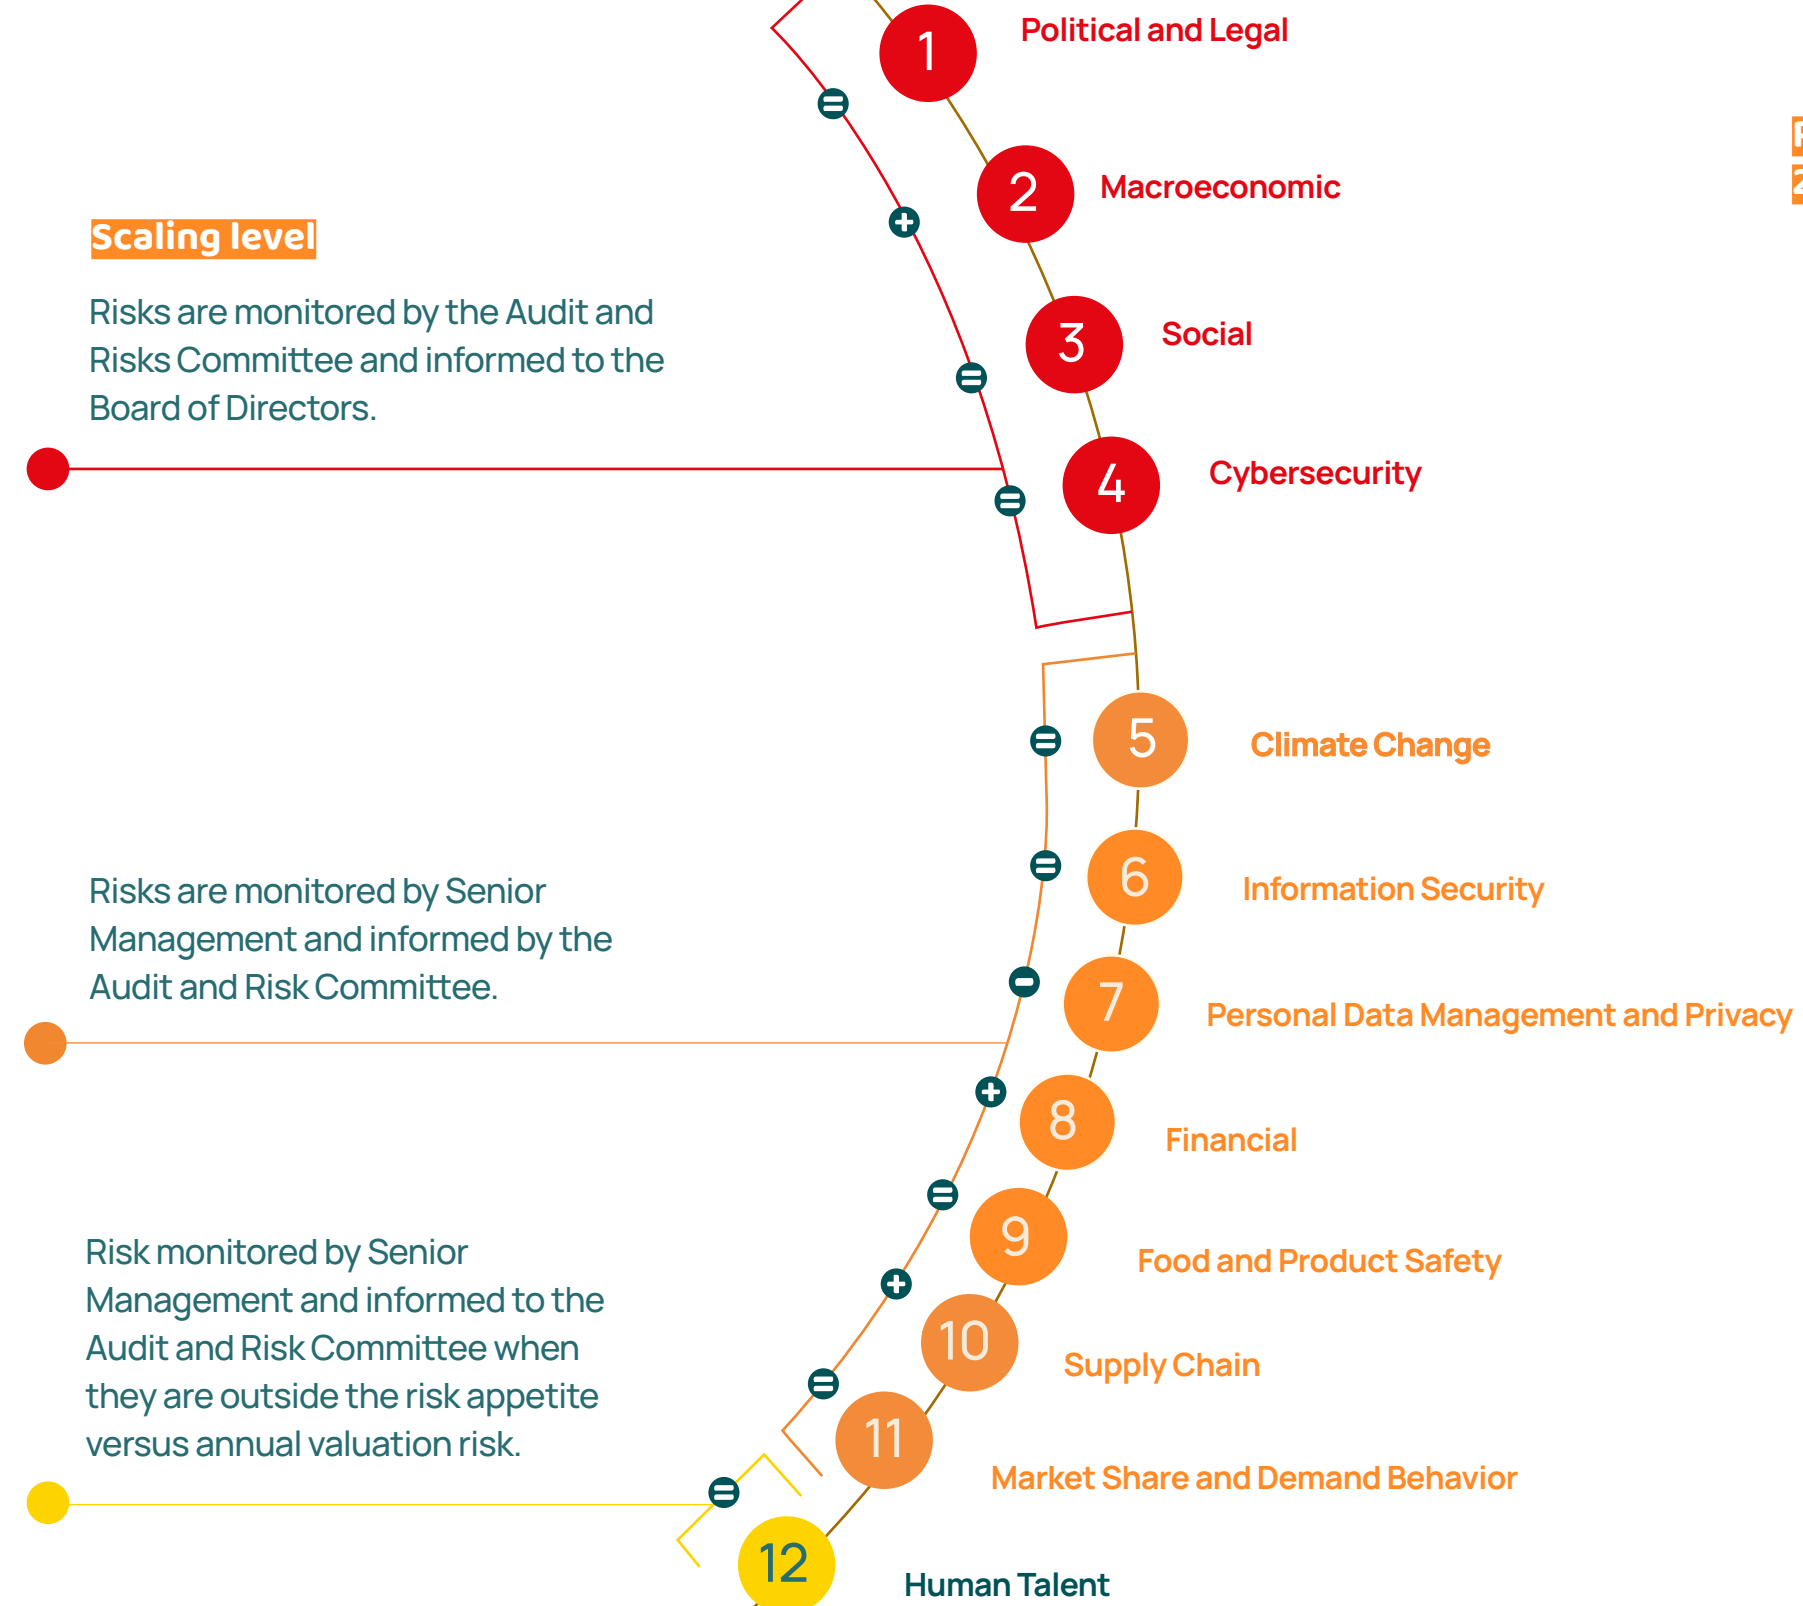 Scaling level
Risks are monitored by the Audit and
Risks Committee and informed to the
Board of Directors.
Risks are monitored by Senior
Management and informed by the
Audit and Risk Committee.
Risk monitored by Senior
Management and informed to the
Audit and Risk Committee when
they are outside the risk appetite
versus annual valuation risk.
1 Political and Legal
2 Macroeconomic
3 Social
4 Cybersecurity
5 Climate Change
6 Information Security
7 Personal Data Management and Privacy
8 Financial
9 Food and Product Safety
10 Supply Chain
11 Market Share and Demand Behavior
12 Human Talent